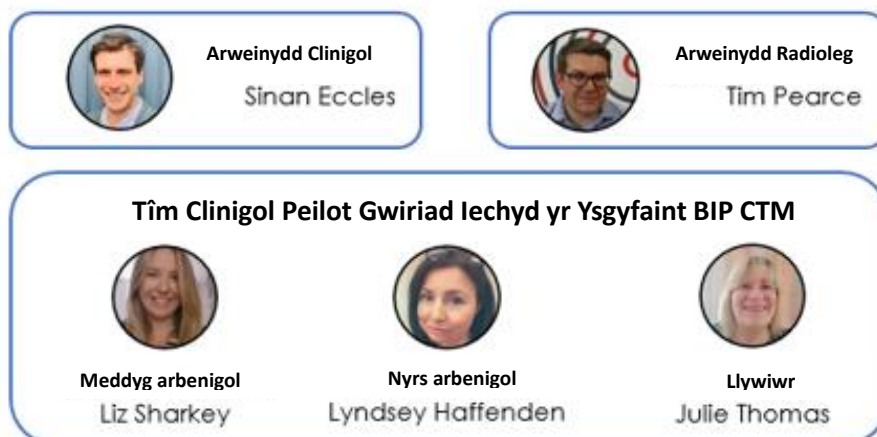 Arweinydd Clinigol
Sinan Eccles
Arweinydd Radioleg
Tim Pearce
Tîm Clinigol Peilot Gwiriad Iechyd yr Ysgyfaint BIP CTM
Meddyg arbenigol
Liz Sharkey
Nyrs arbenigol
Lyndsey Haffenden
Llywiwr
Julie Thomas